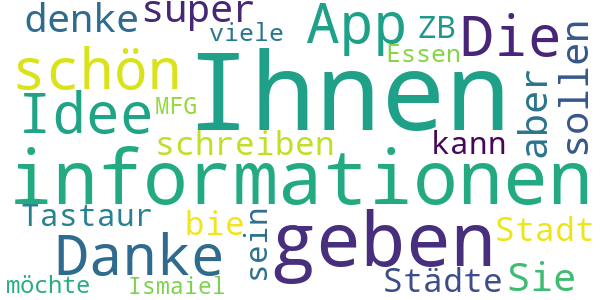 denke
super
viele
App
ZB
Essen
Die
schön
Ihnen
sollen
Idee
MFG
schreiben
kann
aber
informationen
Tastaur
bie
sein
geben
Stadt
Danke
möchte
Ismaiel
Städte
Sie